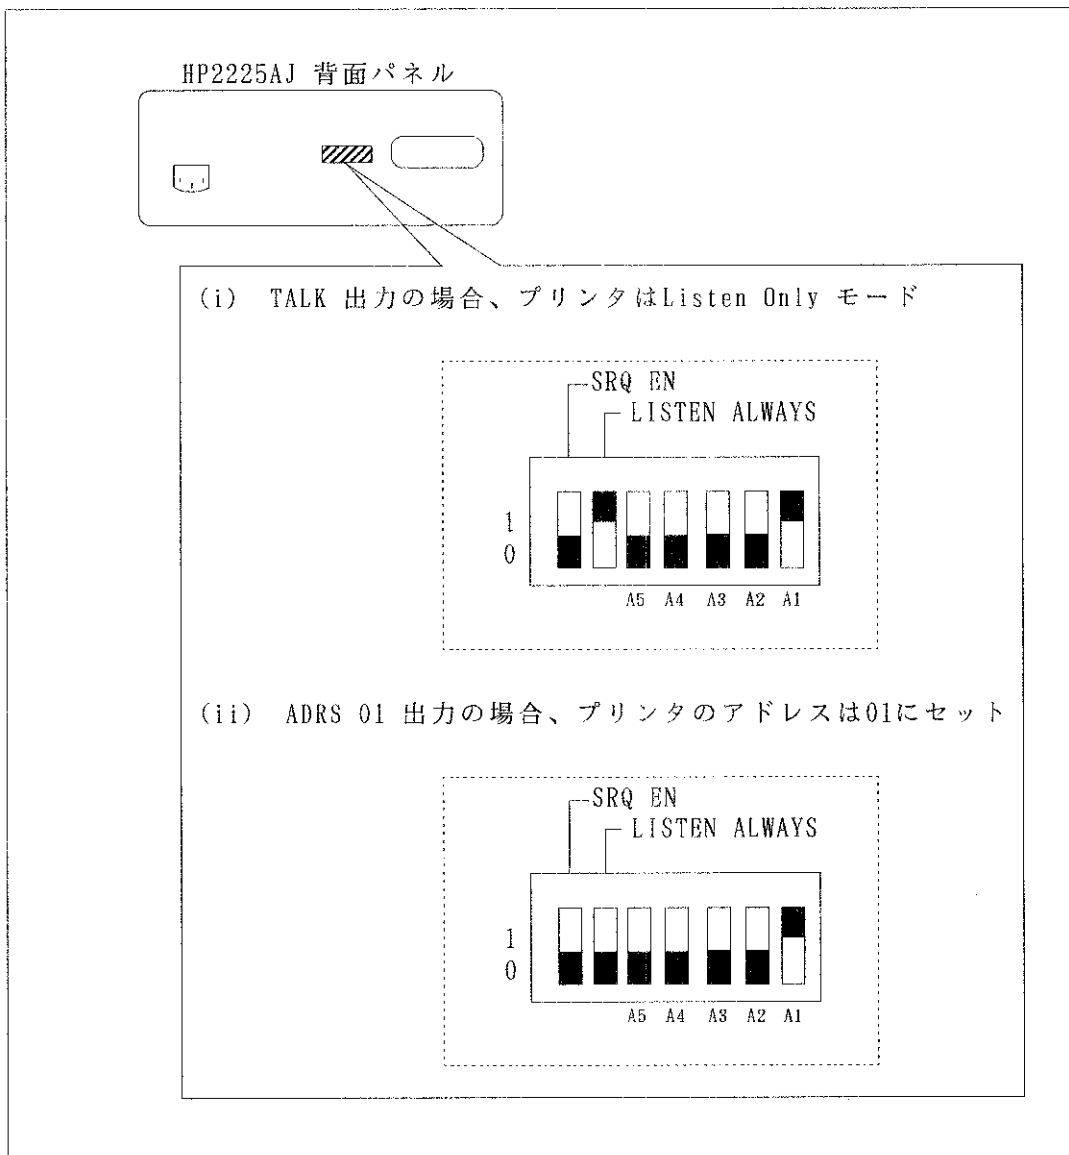 HP2225AJ 背面パネル
(i) TALK 出力の場合、プリンタはListen Only モード
SRQ EN
LISTEN ALWAYS
1
0
A5 A4 A3 A2 A1
(ii) ADRS 01 出力の場合、プリンタのアドレスは01にセット
SRQ EN
LISTEN ALWAYS
1
0
A5 A4 A3 A2 A1